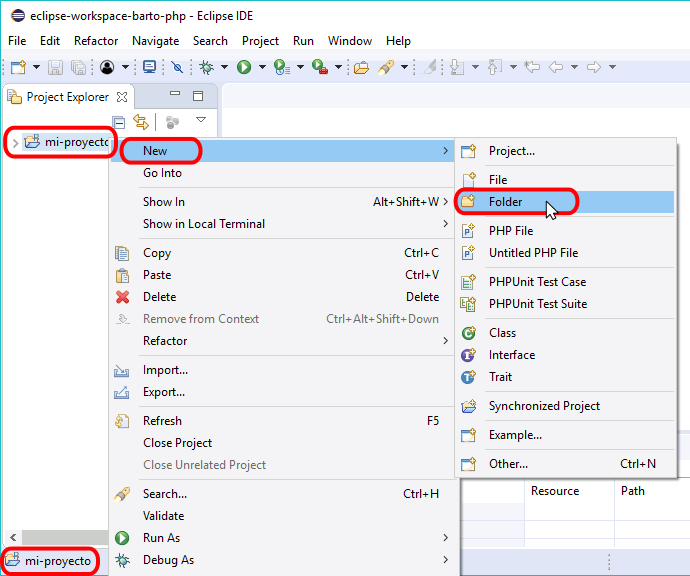 eclipse-workspace-barto-php - Eclipse IDE
File Edit Refactor Navigate Search Project Run Window Help
Project Explorer
mi-proyecto
New
Go Into
Show In Alt+Shift+W
Show in Local Terminal
Copy Ctrl+C
Paste Ctrl+V
Delete Delete
Remove from Context Ctrl+Alt+Shift+Down
Refactor
Import...
Export...
Refresh F5
Close Project
Close Unrelated Project
Search... Ctrl+H
Validate
Run As
Debug As
Project...
File
Folder
PHP File
Untitled PHP File
PHPUnit Test Case
PHPUnit Test Suite
Class
Interface
Trait
Synchronized Project
Example...
Other... Ctrl+N
Resource Path
mi-proyecto